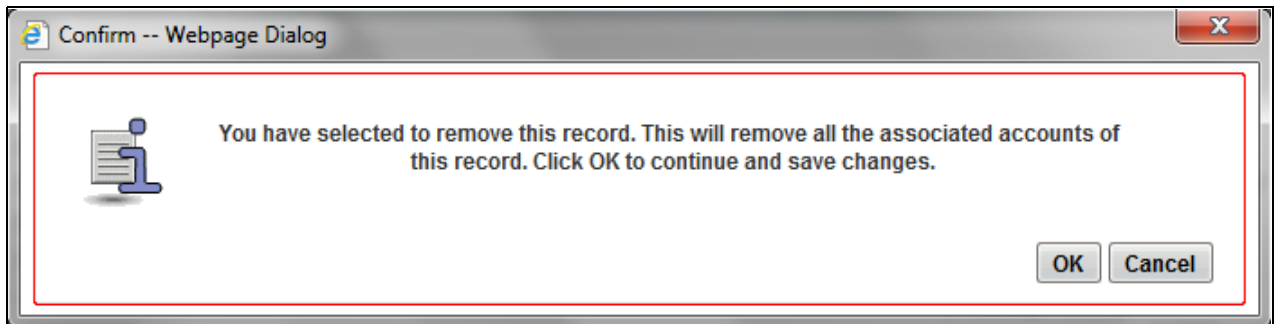 Confirm -- Webpage Dialog
You have selected to remove this record. This will remove all the associated accounts of
this record. Click OK to continue and save changes.
OK Cancel